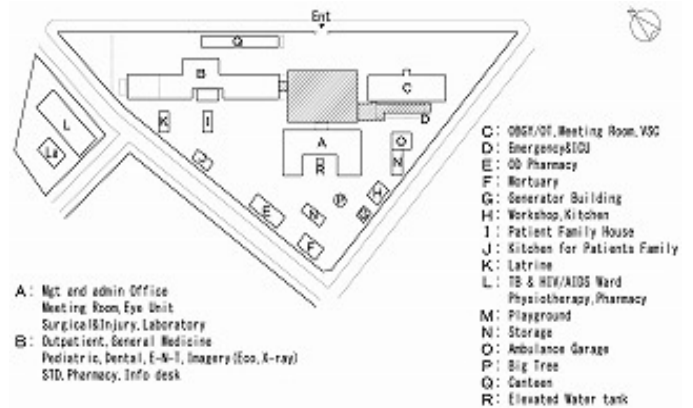 Ent
Q
B
C
D
K
I
A
O
N
R
L
J
E
P
H
F
A: Mgt and admin Office
Meeting Room, Eye Unit
Surgical&Injury, Laboratory
B: Outpatient, General Medicine
Pediatric, Dental, E-N-T, Imagery(Eco, X-ray)
STD, Pharmacy, Info desk
C: OBGY/OT, Meeting Room, VSC
D: Emergency&ICU
E: OD Pharmacy
F: Mortuary
G: Generator Building
H: Workshop, Kitchen
I: Patient Family House
J: Kitchen for Patients Family
K: Latrine
L: TB & HIV/AIDS Ward
Physiotherapy, Pharmacy
M: Playground
N: Storage
O: Ambulance Garage
P: Big Tree
Q: Canteen
R: Elevated Water tank